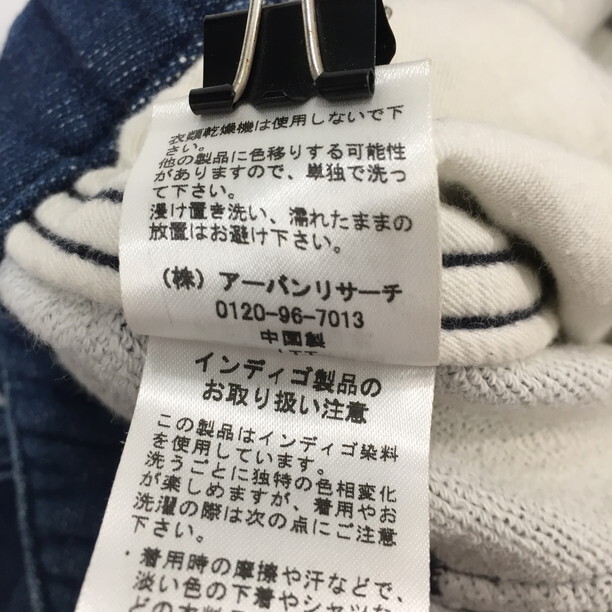 衣類乾燥機は使用しないで下
さい。
他の製品に色移りする可能性
がありますので、単独で洗っ
て下さい。
浸け置き洗い、濡れたままの
放置はお避け下さい。
(株) アーバンリサーチ
0120-96-7013
中国製
インディゴ製品の
お取り扱い注意
この製品はインディゴ染料
を使用しています。
洗うごとに独特の色相変化
が楽しめますが、着用やお
洗濯の際は次の点にご注意
下さい。
・着用時の摩擦や汗などで、
淡い色の下着やシャツな